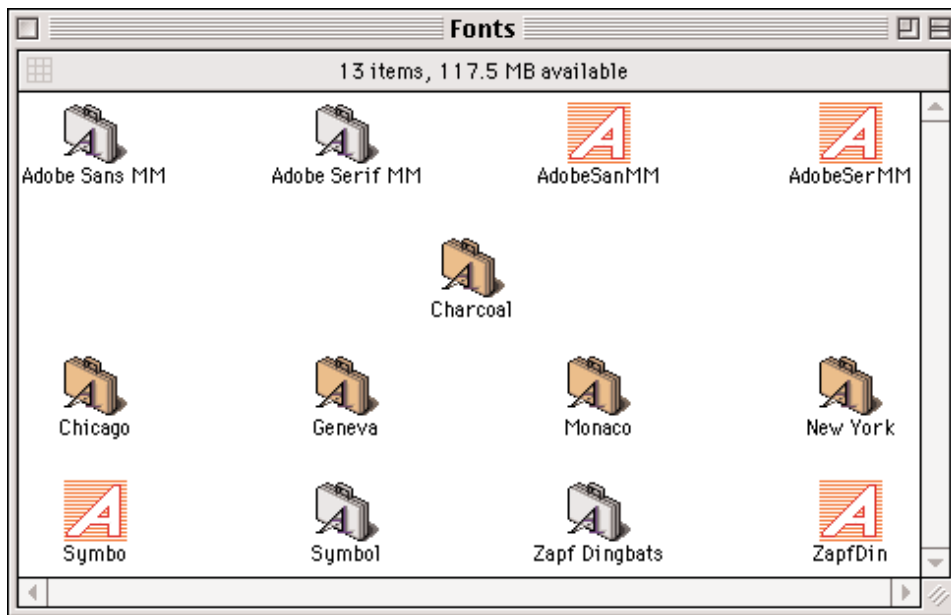 Fonts
13 items, 117.5 MB available
Adobe Sans MM
Adobe Serif MM
AdobeSanMM
AdobeSerMM
Charcoal
Chicago
Geneva
Monaco
New York
Symbo
Symbol
Zapf Dingbats
ZapfDin